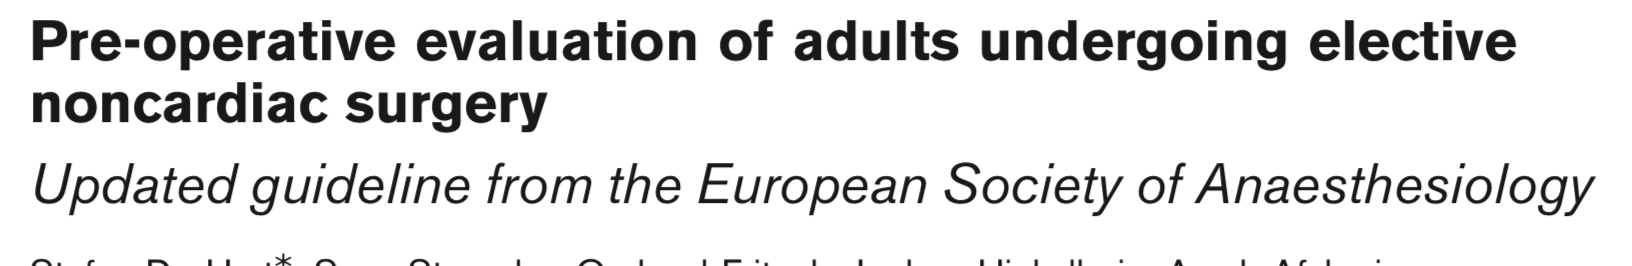 Pre-operative evaluation of adults undergoing elective
noncardiac surgery
Updated guideline from the European Society of Anaesthesiology